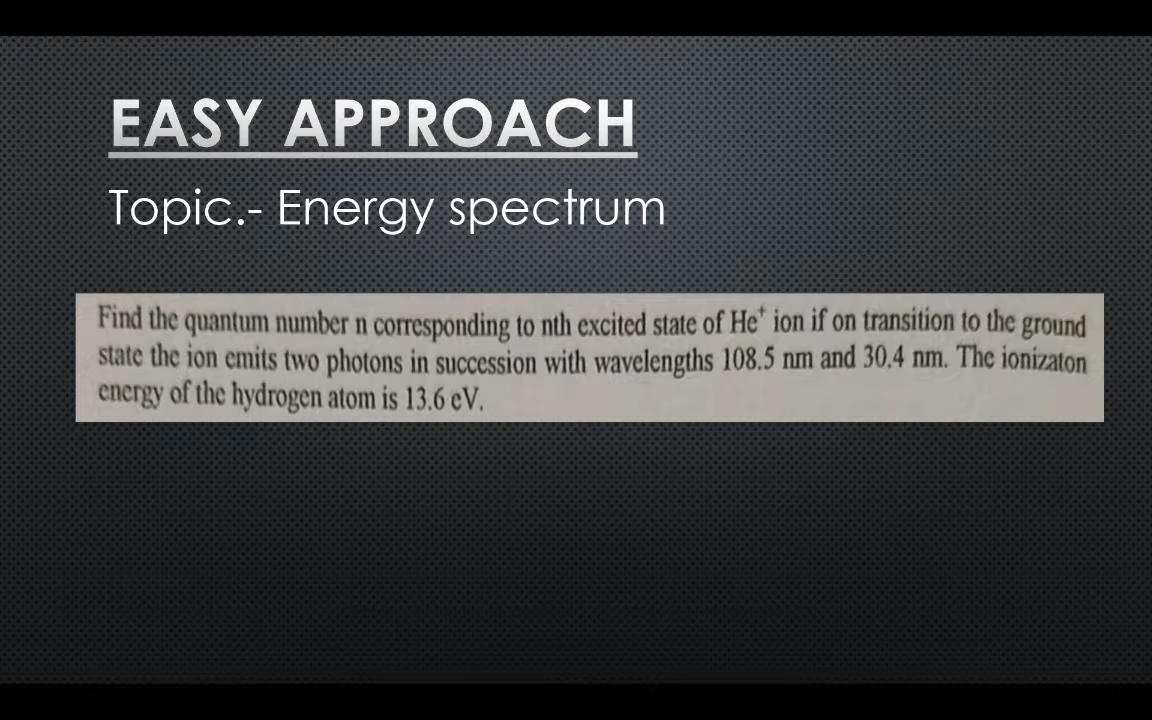 EASY APPROACH
Topic.- Energy spectrum
Find the quantum number n corresponding to nth excited state of He⁺ ion if on transition to the ground
state the ion emits two photons in succession with wavelengths 108.5 nm and 30.4 nm. The ionizaton
energy of the hydrogen atom is 13.6 eV.